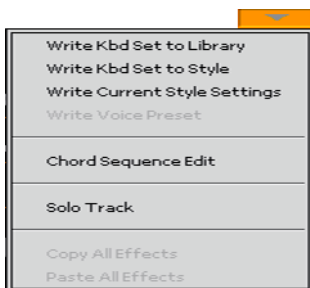 Write Kbd Set to Library
Write Kbd Set to Style
Write Current Style Settings
Write Voice Preset
Chord Sequence Edit
Solo Track
Copy All Effects
Paste All Effects